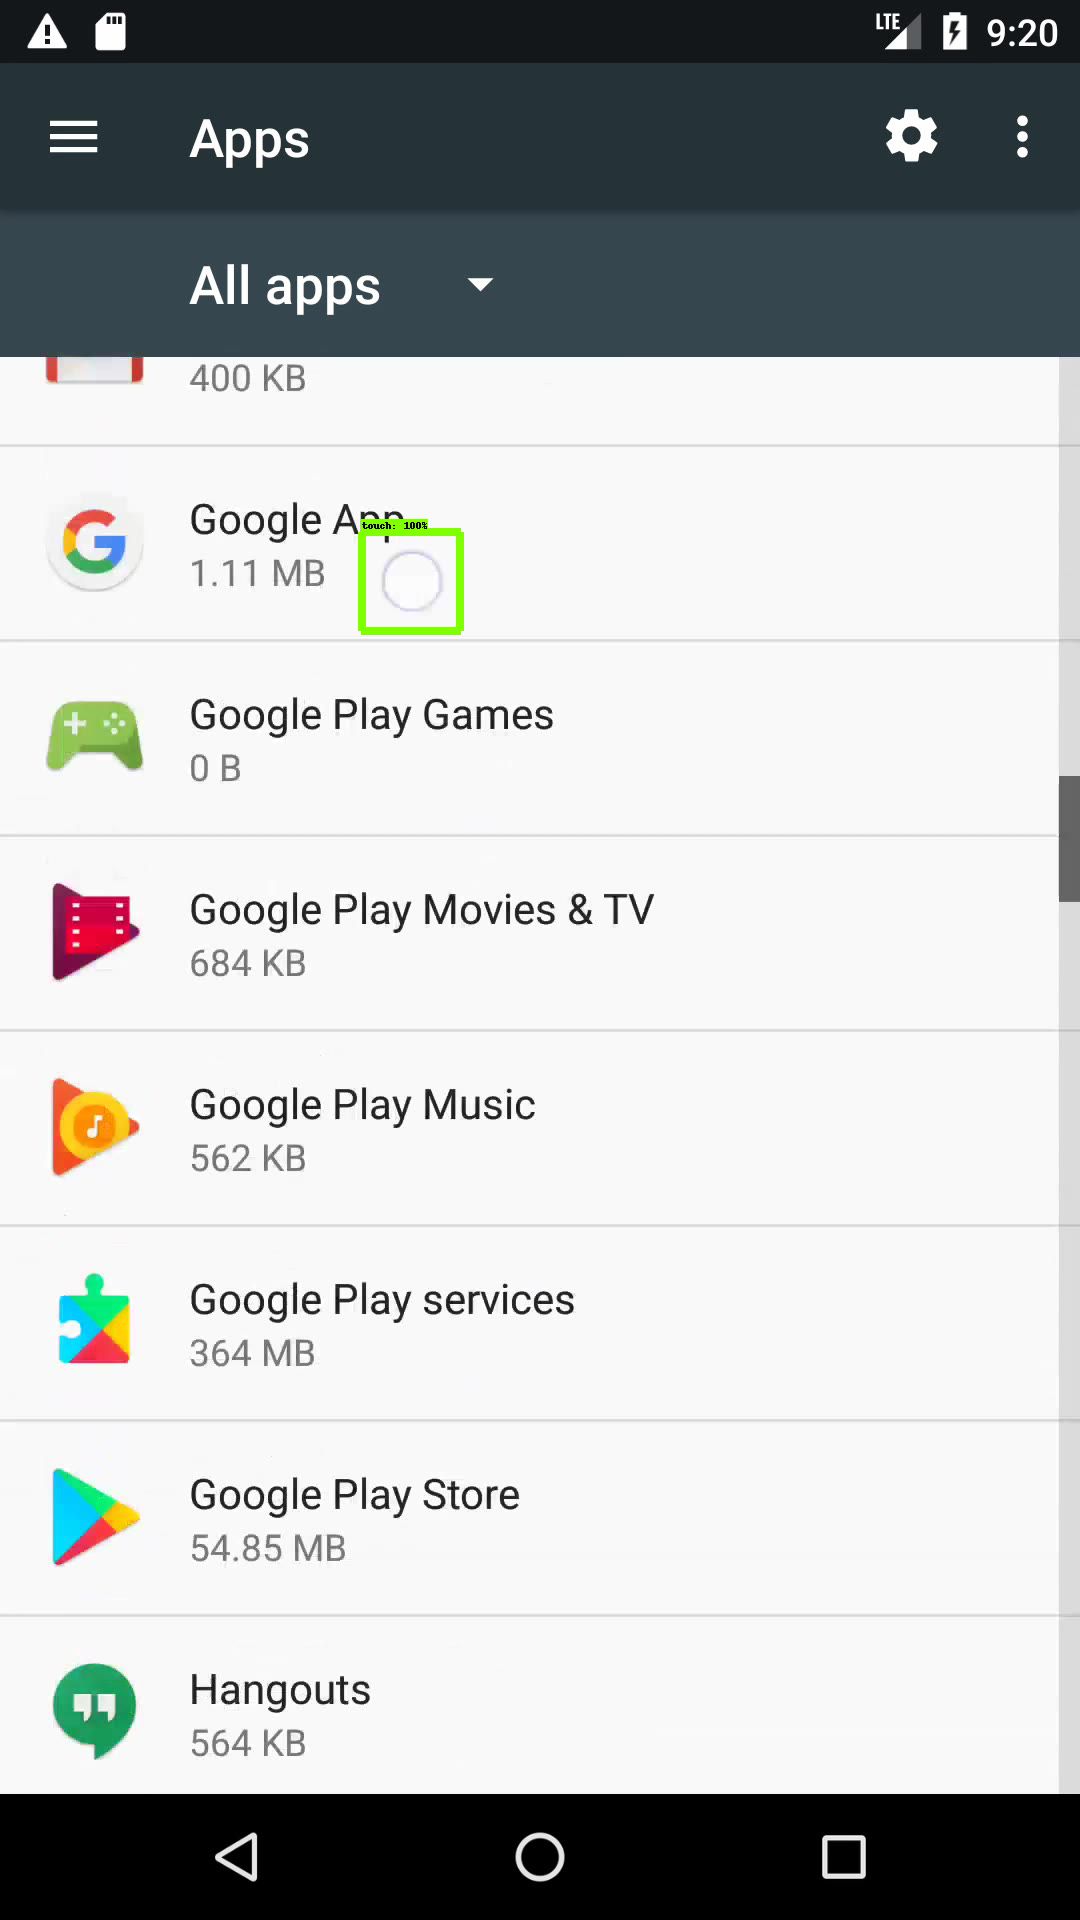 LTE 9:20
Apps
All apps
400 KB
Google App
touch: 100%
1.11 MB
Google Play Games
0 B
Google Play Movies & TV
684 KB
Google Play Music
562 KB
Google Play services
364 MB
Google Play Store
54.85 MB
Hangouts
564 KB